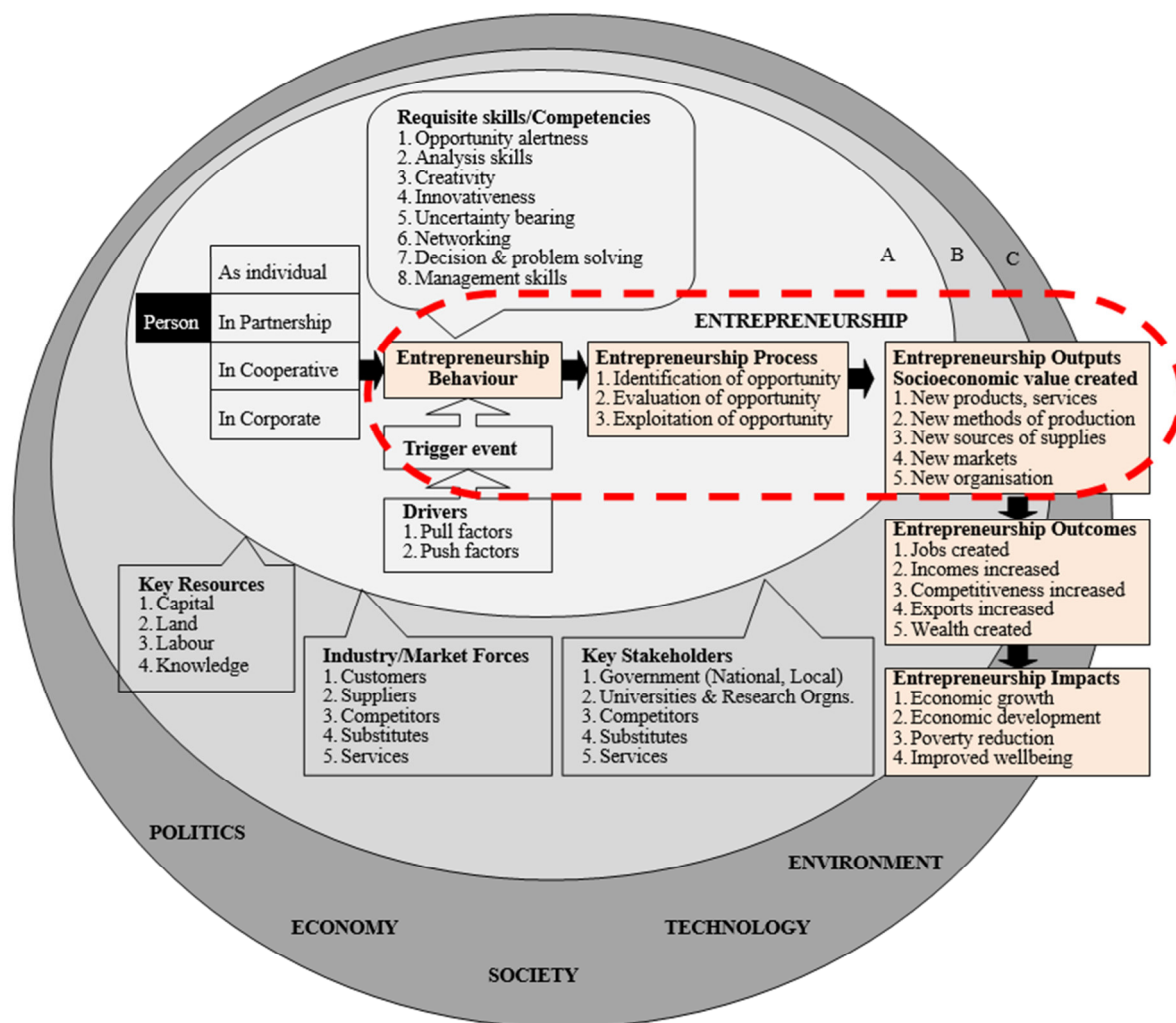 Requisite skills/Competencies
1. Opportunity alertness
2. Analysis skills
3. Creativity
4. Innovativeness
5. Uncertainty bearing
6. Networking
7. Decision & problem solving
8. Management skills
A
B
C
Person
As individual
In Partnership
In Cooperative
In Corporate
ENTREPRENEURSHIP
Entrepreneurship
Behaviour
Trigger event
Drivers
1. Pull factors
2. Push factors
Entrepreneurship Process
1. Identification of opportunity
2. Evaluation of opportunity
3. Exploitation of opportunity
Entrepreneurship Outputs
Socioeconomic value created
1. New products, services
2. New methods of production
3. New sources of supplies
4. New markets
5. New organisation
Entrepreneurship Outcomes
1. Jobs created
2. Incomes increased
3. Competitiveness increased
4. Exports increased
5. Wealth created
Entrepreneurship Impacts
1. Economic growth
2. Economic development
3. Poverty reduction
4. Improved wellbeing
Key Resources
1. Capital
2. Land
3. Labour
4. Knowledge
Industry/Market Forces
1. Customers
2. Suppliers
3. Competitors
4. Substitutes
5. Services
Key Stakeholders
1. Government (National, Local)
2. Universities & Research Orgns.
3. Competitors
4. Substitutes
5. Services
POLITICS
ECONOMY
SOCIETY
TECHNOLOGY
ENVIRONMENT